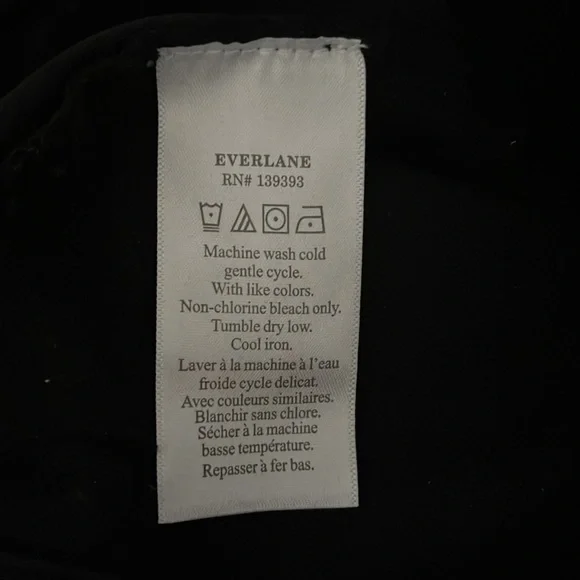 EVERLANE
RN# 139393
Machine wash cold
gentle cycle.
With like colors.
Non-chlorine bleach only.
Tumble dry low.
Cool iron.
Laver à la machine à l'eau
froide cycle delicat.
Avec couleurs similaires.
Blanchir sans chlore.
Sécher à la machine
basse température.
Repasser à fer bas.